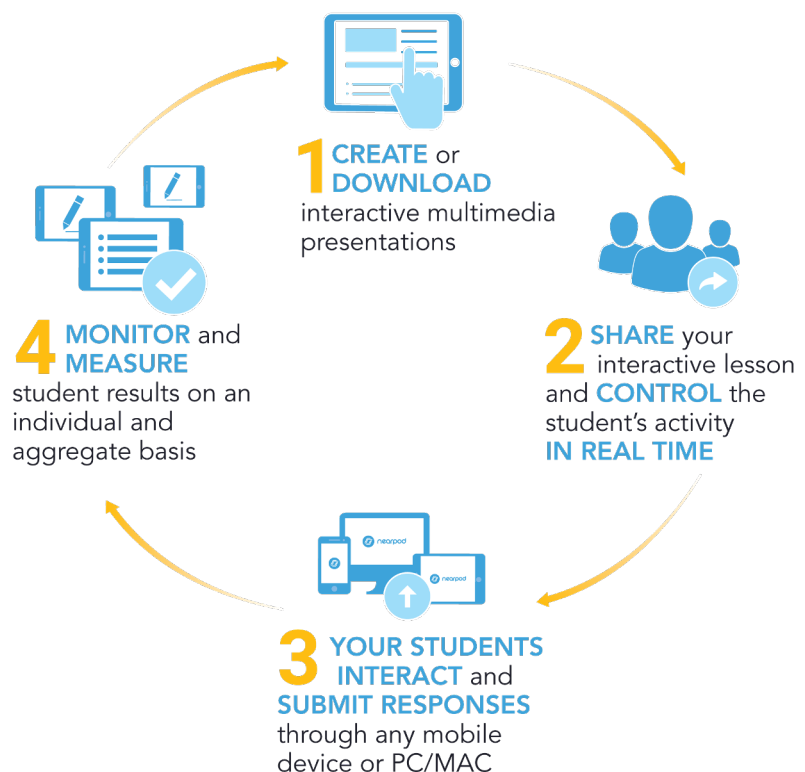 1 CREATE or
DOWNLOAD
interactive multimedia
presentations
2 SHARE your
interactive lesson
and CONTROL the
student's activity
IN REAL TIME
nearpod
nearpod
3 YOUR STUDENTS
INTERACT and
SUBMIT RESPONSES
through any mobile
device or PC/MAC
4 MONITOR and
MEASURE
student results on an
individual and
aggregate basis